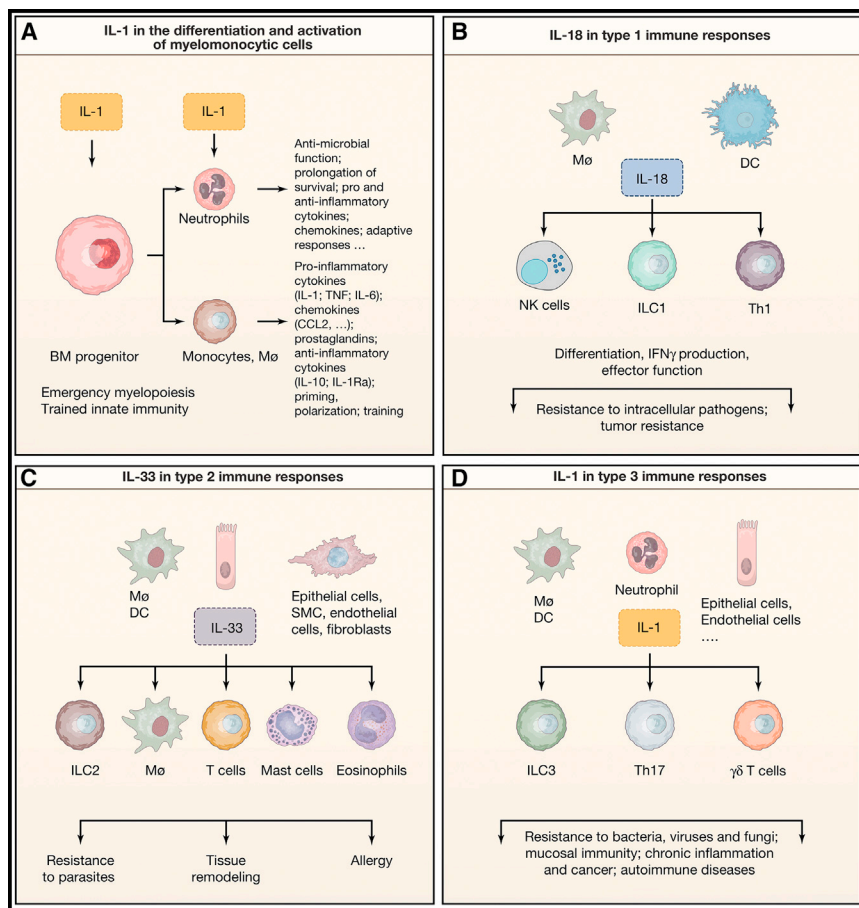 A
IL-1 in the differentiation and activation
of myelomonocytic cells
IL-1
IL-1
Neutrophils
Anti-microbial
function;
prolongation of
survival; pro and
anti-inflammatory
cytokines;
chemokines; adaptive
responses ...
BM progenitor
Monocytes, Mø
Pro-inflammatory
cytokines
(IL-1; TNF; IL-6);
chemokines
(CCL2, ...);
prostaglandins;
anti-inflammatory
cytokines
(IL-10; IL-1Ra);
priming,
polarization; training
Emergency myelopoiesis
Trained innate immunity
B
IL-18 in type 1 immune responses
Mø
DC
IL-18
NK cells
ILC1
Th1
Differentiation, IFNγ production,
effector function
Resistance to intracellular pathogens;
tumor resistance
C
IL-33 in type 2 immune responses
Mø
DC
Epithelial cells,
SMC, endothelial
cells, fibroblasts
IL-33
ILC2
Mø
T cells
Mast cells
Eosinophils
Resistance
to parasites
Tissue
remodeling
Allergy
D
IL-1 in type 3 immune responses
Mø
DC
Neutrophil
Epithelial cells,
Endothelial cells
....
IL-1
ILC3
Th17
γδ T cells
Resistance to bacteria, viruses and fungi;
mucosal immunity; chronic inflammation
and cancer; autoimmune diseases